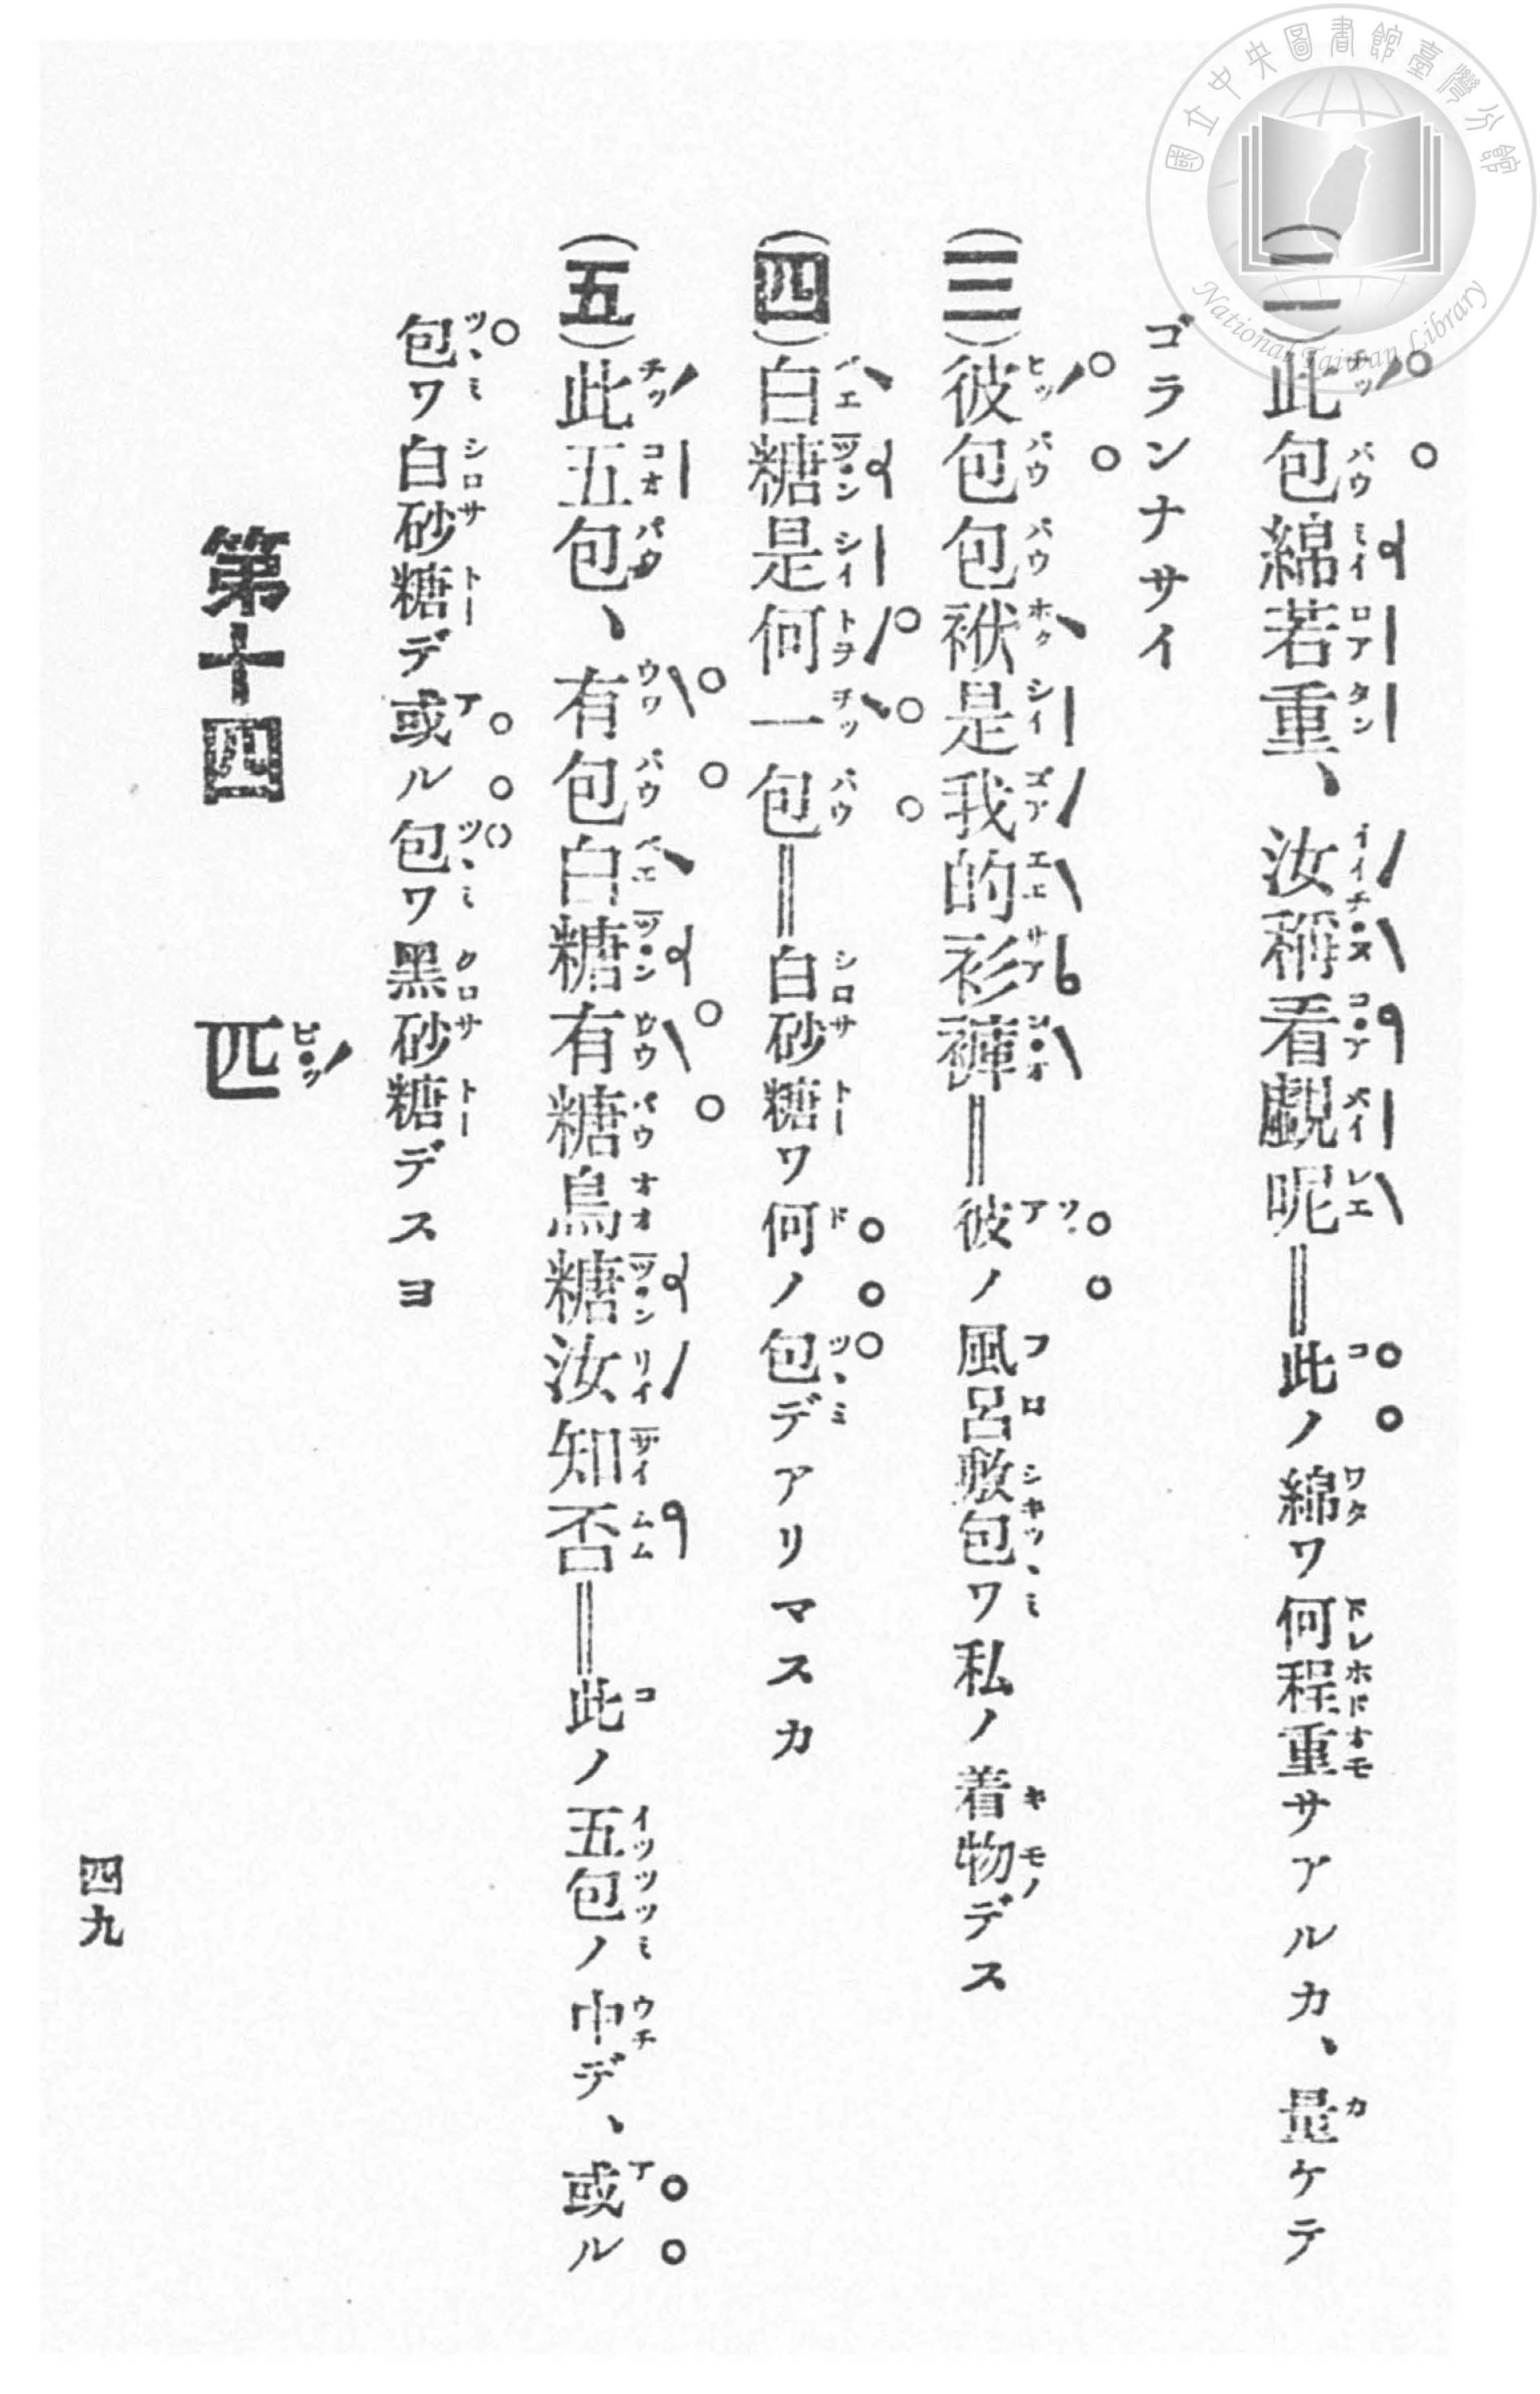 國立中央圖書館臺灣分館
National Taiwan Library
(二)此包綿若重、汝稱看覰呢＝此ノ綿ワ何程重サアルカ、量ケテ
ゴランナサイ
(三)彼包包袱是我的衫褲＝彼ノ風呂敷包ワ私ノ着物デス
(四)白糖是何一包＝白砂糖ワ何ノ包デアリマスカ
(五)此五包、有包白糖有糖烏糖汝知否＝此ノ五包ノ中デ、或ル
包ワ白砂糖デ或ル包ワ黑砂糖デスヨ
第十四　匹
四九